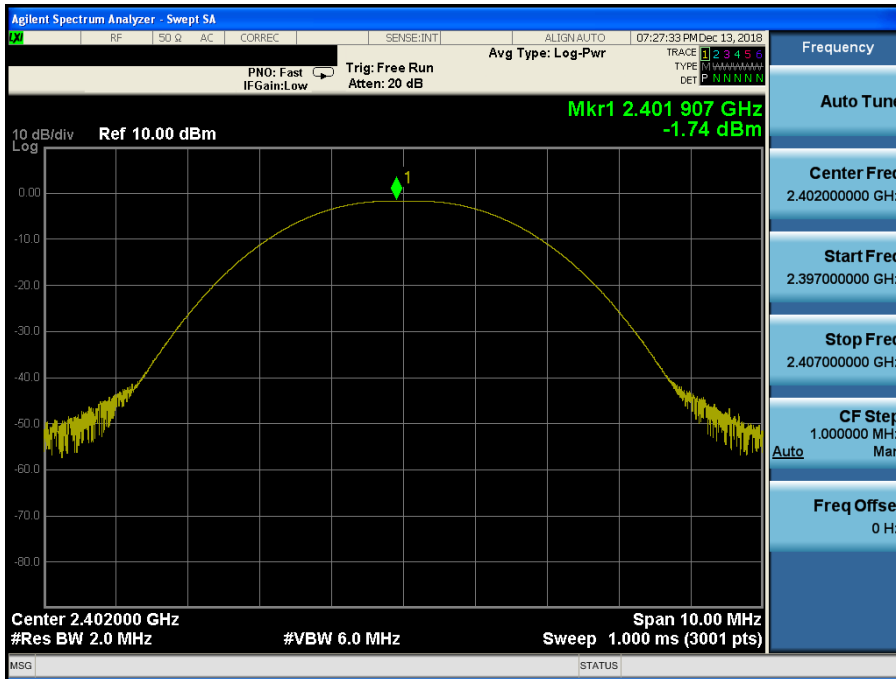 Agilent Spectrum Analyzer - Swept SA
LXI RF 50 Ω AC CORREC SENSE:INT ALIGN AUTO 07:27:33 PM Dec 13, 2018
Frequency
Avg Type: Log-Pwr
TRACE 1 2 3 4 5 6
PNO: Fast Trig: Free Run
TYPE M WWWWW
IFGain:Low Atten: 20 dB
DET P N N N N N
Auto Tune
Mkr1 2.401 907 GHz
-1.74 dBm
10 dB/div Ref 10.00 dBm
Log
1
0.00
-10.0
-20.0
-30.0
-40.0
-50.0
-60.0
-70.0
-80.0
Center Freq
2.402000000 GHz
Start Freq
2.397000000 GHz
Stop Freq
2.407000000 GHz
CF Step
1.000000 MHz
Auto Man
Freq Offset
0 Hz
Center 2.402000 GHz Span 10.00 MHz
#Res BW 2.0 MHz #VBW 6.0 MHz Sweep 1.000 ms (3001 pts)
MSG STATUS